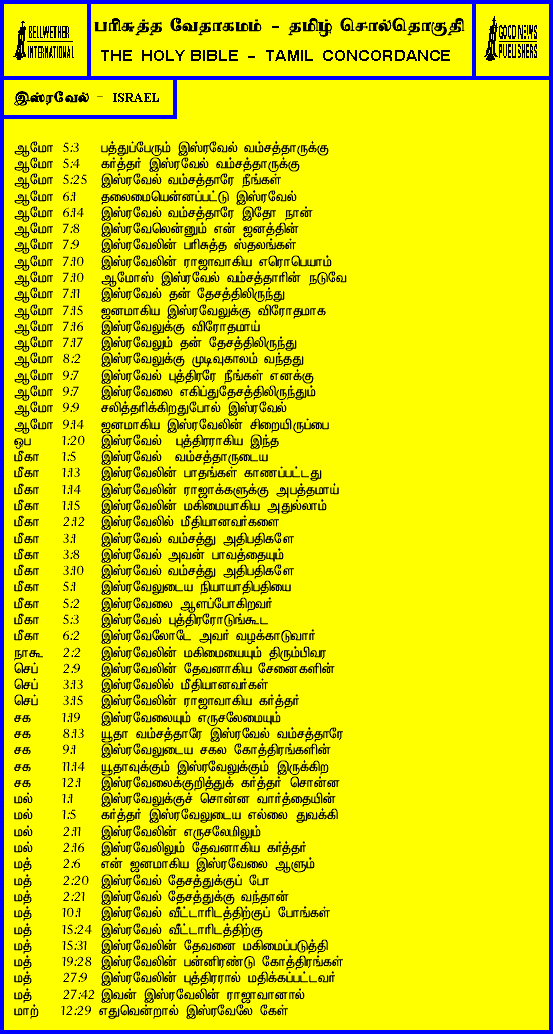 BELLWETHER
INTERNATIONAL
பரிசுத்த வேதாகமம் - தமிழ் சொல்தொகுதி
THE HOLY BIBLE - TAMIL CONCORDANCE
GOOD NEWS
PUBLISHERS
இஸ்ரவேல் - ISRAEL
ஆமோ 5:3 பத்துப்பேரும் இஸ்ரவேல் வம்சத்தாருக்கு
ஆமோ 5:4 கர்த்தர் இஸ்ரவேல் வம்சத்தாருக்கு
ஆமோ 5:25 இஸ்ரவேல் வம்சத்தாரே நீங்கள்
ஆமோ 6:1 தலைமையென்னப்பட்டு இஸ்ரவேல்
ஆமோ 6:14 இஸ்ரவேல் வம்சத்தாரே இதோ நான்
ஆமோ 7:8 இஸ்ரவேலென்னும் என் ஜனத்தின்
ஆமோ 7:9 இஸ்ரவேலின் பரிசுத்த ஸ்தலங்கள்
ஆமோ 7:10 இஸ்ரவேலின் ராஜாவாகிய எரொபெயாம்
ஆமோ 7:10 ஆமோஸ் இஸ்ரவேல் வம்சத்தாரின் நடுவே
ஆமோ 7:11 இஸ்ரவேல் தன் தேசத்திலிருந்து
ஆமோ 7:15 ஜனமாகிய இஸ்ரவேலுக்கு விரோதமாக
ஆமோ 7:16 இஸ்ரவேலுக்கு விரோதமாய்
ஆமோ 7:17 இஸ்ரவேலும் தன் தேசத்திலிருந்து
ஆமோ 8:2 இஸ்ரவேலுக்கு முடிவுகாலம் வந்தது
ஆமோ 9:7 இஸ்ரவேல் புத்திரரே நீங்கள் எனக்கு
ஆமோ 9:7 இஸ்ரவேலை எகிப்துதேசத்திலிருந்தும்
ஆமோ 9:9 சலித்தரிக்கிறதுபோல் இஸ்ரவேல்
ஆமோ 9:14 ஜனமாகிய இஸ்ரவேலின் சிறையிருப்பை
ஒப 1:20 இஸ்ரவேல் புத்திரராகிய இந்த
மீகா 1:5 இஸ்ரவேல் வம்சத்தாருடைய
மீகா 1:13 இஸ்ரவேலின் பாதங்கள் காணப்பட்டது
மீகா 1:14 இஸ்ரவேலின் ராஜாக்களுக்கு அபத்தமாய்
மீகா 1:15 இஸ்ரவேலின் மகிமையாகிய அதுல்லாம்
மீகா 2:12 இஸ்ரவேலில் மீதியானவர்களை
மீகா 3:1 இஸ்ரவேல் வம்சத்து அதிபதிகளே
மீகா 3:8 இஸ்ரவேல் அவன் பாவத்தையும்
மீகா 3:10 இஸ்ரவேல் வம்சத்து அதிபதிகளே
மீகா 5:1 இஸ்ரவேலுடைய நியாயாதிபதியை
மீகா 5:2 இஸ்ரவேலை ஆளப்போகிறவர்
மீகா 5:3 இஸ்ரவேல் புத்திரரோடுங்கூட
மீகா 6:2 இஸ்ரவேலோடே அவர் வழக்காடுவார்
நாகூ 2:2 இஸ்ரவேலின் மகிமையையும் திரும்பிவர
செப் 2:9 இஸ்ரவேலின் தேவனாகிய சேனைகளின்
செப் 3:13 இஸ்ரவேலில் மீதியானவர்கள்
செப் 3:15 இஸ்ரவேலின் ராஜாவாகிய கர்த்தர்
சக 1:19 இஸ்ரவேலையும் எருசலேமையும்
சக 8:13 யூதா வம்சத்தாரே இஸ்ரவேல் வம்சத்தாரே
சக 9:1 இஸ்ரவேலுடைய சகல கோத்திரங்களின்
சக 11:14 யூதாவுக்கும் இஸ்ரவேலுக்கும் இருக்கிற
சக 12:1 இஸ்ரவேலைக்குறித்துக் கர்த்தர் சொன்ன
மல் 1:1 இஸ்ரவேலுக்குச் சொன்ன வார்த்தையின்
மல் 1:5 கர்த்தர் இஸ்ரவேலுடைய எல்லை துவக்கி
மல் 2:11 இஸ்ரவேலின் எருசலேமிலும்
மல் 2:16 இஸ்ரவேலிலும் தேவனாகிய கர்த்தர்
மத் 2:6 என் ஜனமாகிய இஸ்ரவேலை ஆளும்
மத் 2:20 இஸ்ரவேல் தேசத்துக்குப் போ
மத் 2:21 இஸ்ரவேல் தேசத்துக்கு வந்தான்
மத் 10:1 இஸ்ரவேல் வீட்டாரிடத்திற்குப் போங்கள்
மத் 15:24 இஸ்ரவேல் வீட்டாரிடத்திற்கு
மத் 15:31 இஸ்ரவேலின் தேவனை மகிமைப்படுத்தி
மத் 19:28 இஸ்ரவேலின் பன்னிரண்டு கோத்திரங்கள்
மத் 27:9 இஸ்ரவேலின் புத்திரரால் மதிக்கப்பட்டவர்
மத் 27:42 இவன் இஸ்ரவேலின் ராஜாவானால்
மாற் 12:29 எதுவென்றால் இஸ்ரவேலே கேள்